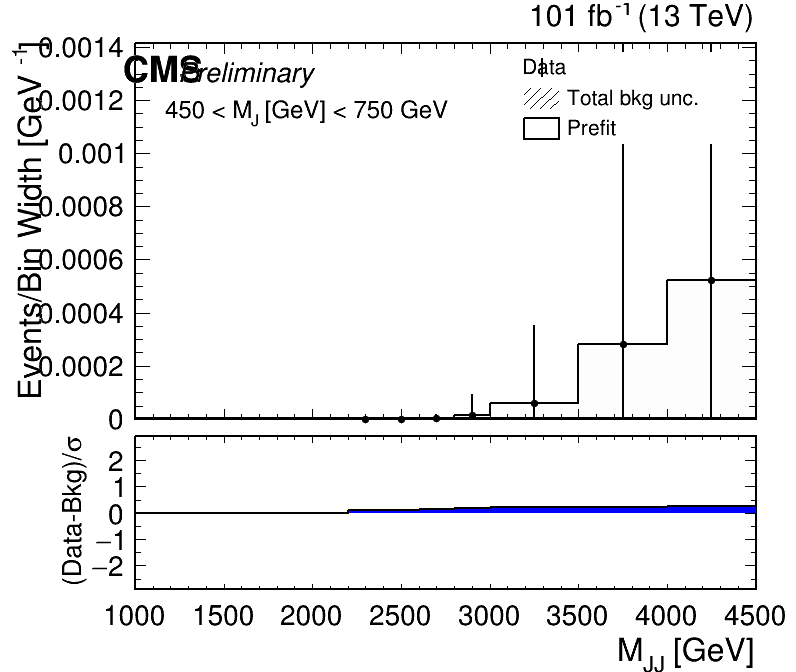 101 fb⁻¹ (13 TeV)
CMS Preliminary
450 < M_J [GeV] < 750 GeV
Data
Total bkg unc.
Prefit
Events/Bin Width [GeV⁻¹]
0.0014
0.0012
0.001
0.0008
0.0006
0.0004
0.0002
0
(Data-Bkg)/σ
2
1
0
−1
−2
1000 1500 2000 2500 3000 3500 4000 4500
M_JJ [GeV]